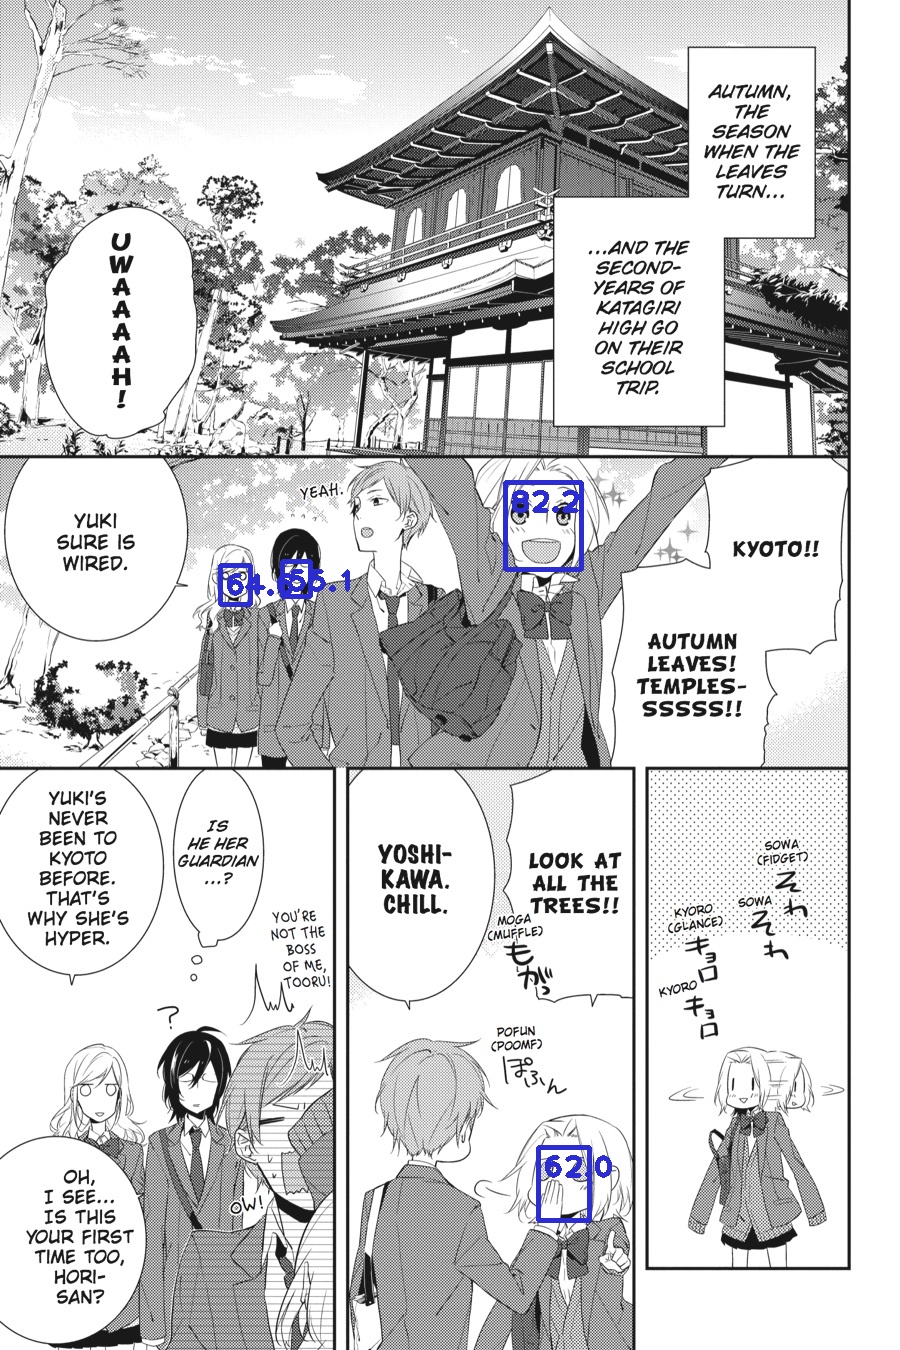 AUTUMN,
THE
SEASON
WHEN THE
LEAVES
TURN...
...AND THE
SECOND-
YEARS OF
KATAGIRI
HIGH GO
ON THEIR
SCHOOL
TRIP.
UWAAAAH!
KYOTO!!
AUTUMN
LEAVES!
TEMPLES-
SSSSS!!
82.2
YEAH.
YUKI
SURE IS
WIRED.
55.1
SOWA
(FIDGET)
そわ
SOWA
そわ
KYORO
(GLANCE)
キョロ
KYORO
キョロ
LOOK AT
ALL THE
TREES!!
YOSHI-
KAWA.
CHILL.
MOGA
(MUFFLE)
もがっ
POFUN
(POOMF)
ぽふん
62.0
YOU'RE
NOT THE
BOSS
OF ME,
TOORU!
IS
HE HER
GUARDIAN
...?
YUKI'S
NEVER
BEEN TO
KYOTO
BEFORE.
THAT'S
WHY SHE'S
HYPER.
?
OW!
OH,
I SEE...
IS THIS
YOUR FIRST
TIME TOO,
HORI-
SAN?